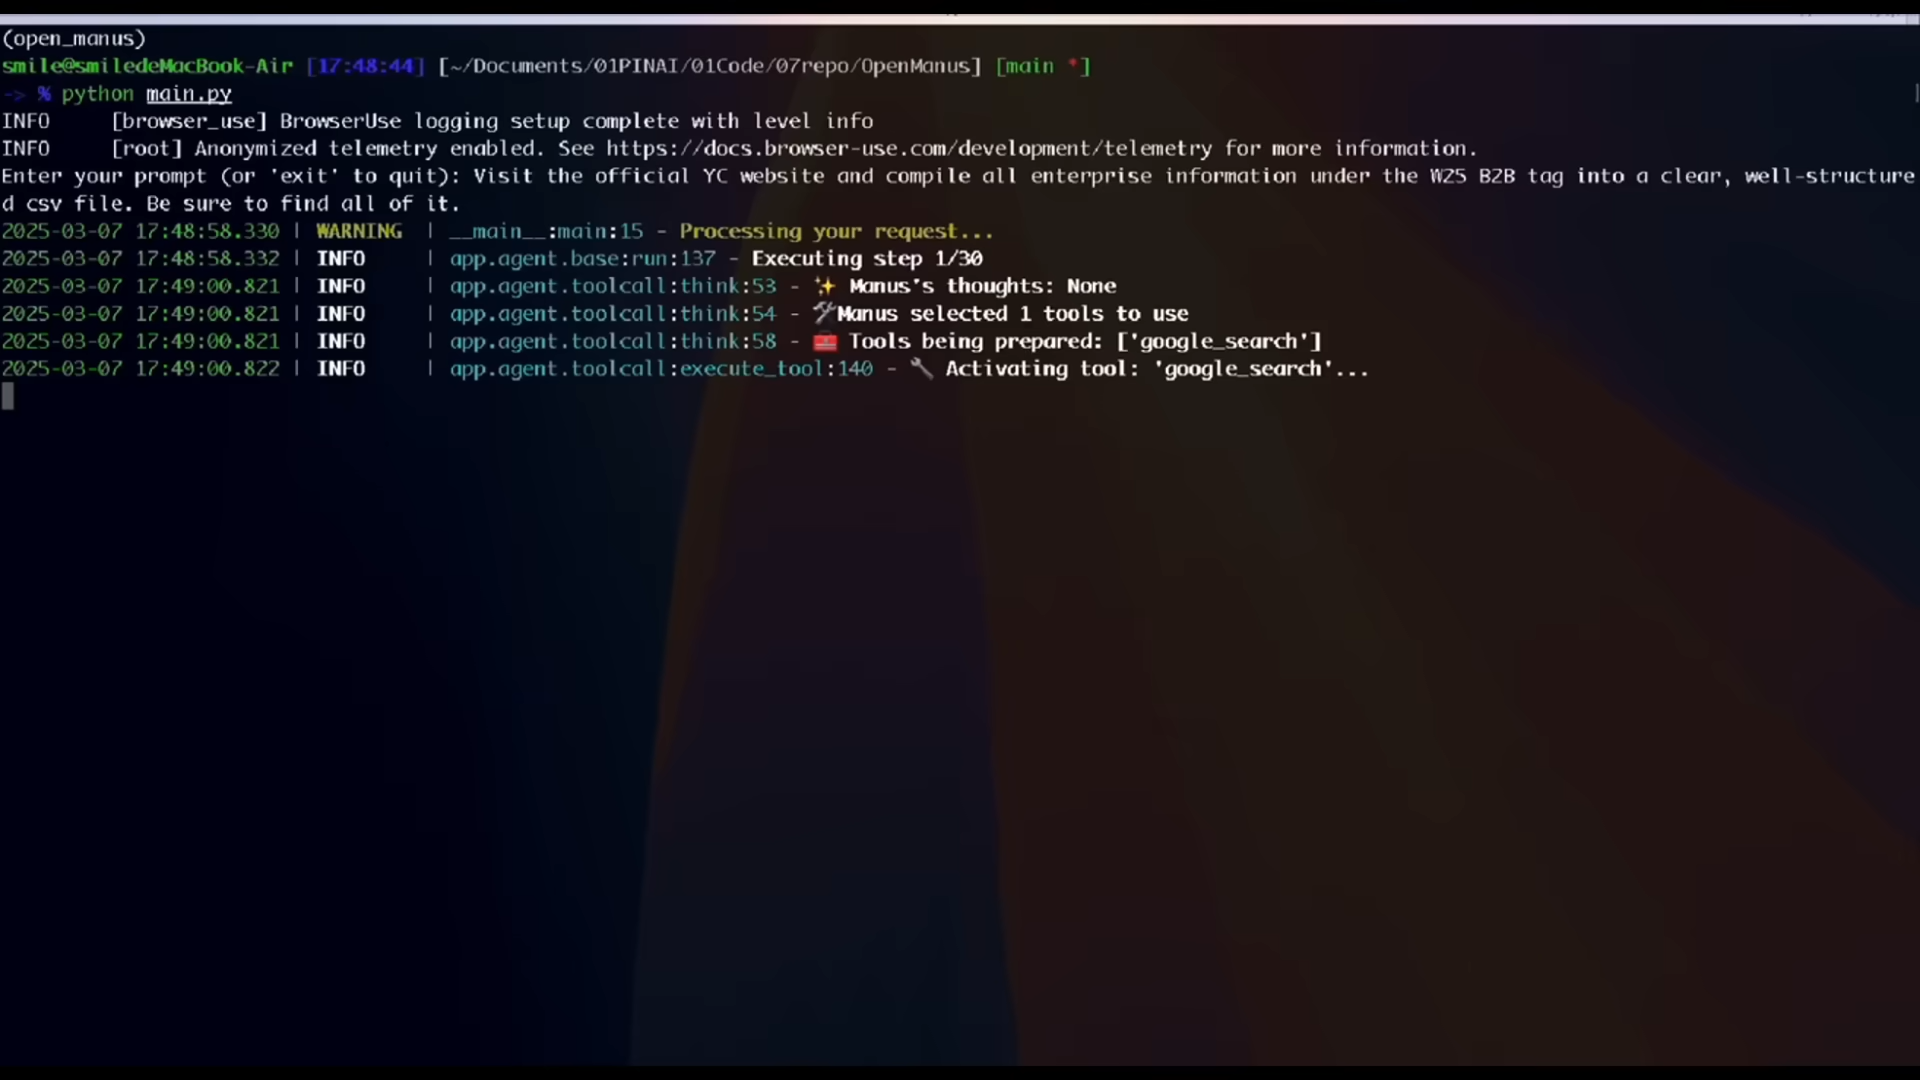 (open_manus)
smile@smiledeMacBook-Air [17:48:44] [~/Documents/01PINAI/01Code/07repo/OpenManus] [main *]
-> % python main.py
INFO [browser_use] BrowserUse logging setup complete with level info
INFO [root] Anonymized telemetry enabled. See https://docs.browser-use.com/development/telemetry for more information.
Enter your prompt (or 'exit' to quit): Visit the official YC website and compile all enterprise information under the W25 B2B tag into a clear, well-structure
d csv file. Be sure to find all of it.
2025-03-07 17:48:58.330 | WARNING | __main__:main:15 - Processing your request...
2025-03-07 17:48:58.332 | INFO | app.agent.base:run:137 - Executing step 1/30
2025-03-07 17:49:00.821 | INFO | app.agent.toolcall:think:53 - ✨ Manus's thoughts: None
2025-03-07 17:49:00.821 | INFO | app.agent.toolcall:think:54 - 🛠️Manus selected 1 tools to use
2025-03-07 17:49:00.821 | INFO | app.agent.toolcall:think:58 - 🧰 Tools being prepared: ['google_search']
2025-03-07 17:49:00.822 | INFO | app.agent.toolcall:execute_tool:140 - 🔧 Activating tool: 'google_search'...